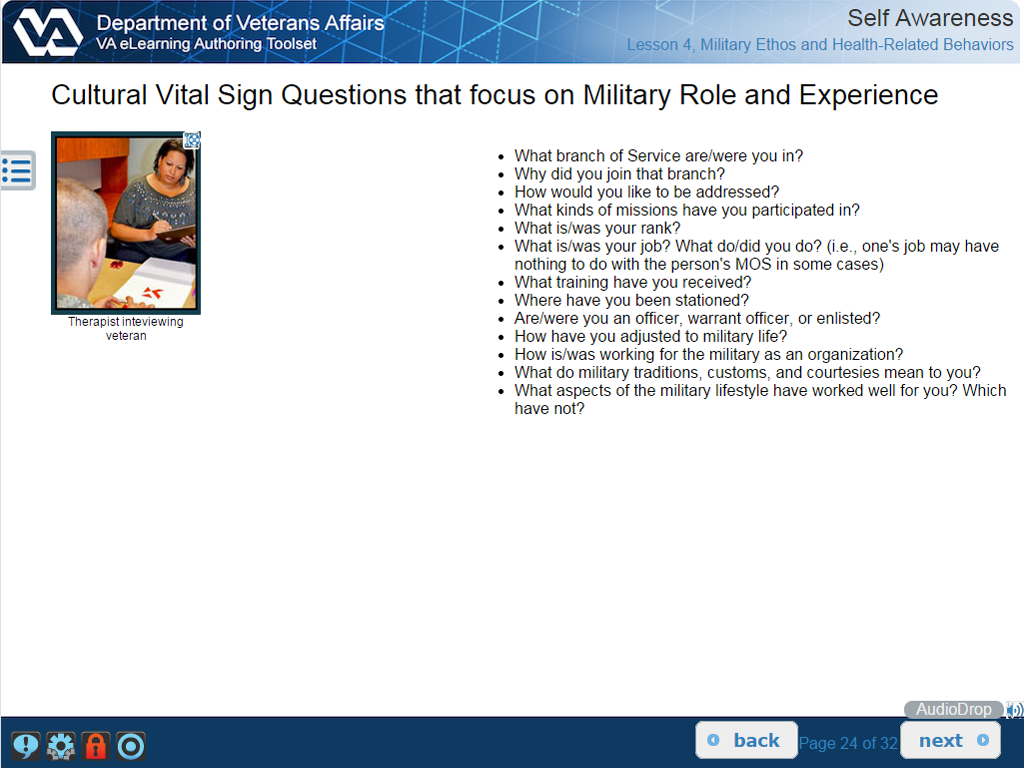 VA
Department of Veterans Affairs
VA eLearning Authoring Toolset
Self Awareness
Lesson 4, Military Ethos and Health-Related Behaviors
Cultural Vital Sign Questions that focus on Military Role and Experience
Therapist inteviewing
veteran
• What branch of Service are/were you in?
• Why did you join that branch?
• How would you like to be addressed?
• What kinds of missions have you participated in?
• What is/was your rank?
• What is/was your job? What do/did you do? (i.e., one's job may have
nothing to do with the person's MOS in some cases)
• What training have you received?
• Where have you been stationed?
• Are/were you an officer, warrant officer, or enlisted?
• How have you adjusted to military life?
• How is/was working for the military as an organization?
• What do military traditions, customs, and courtesies mean to you?
• What aspects of the military lifestyle have worked well for you? Which
have not?
AudioDrop
back
Page 24 of 32
next